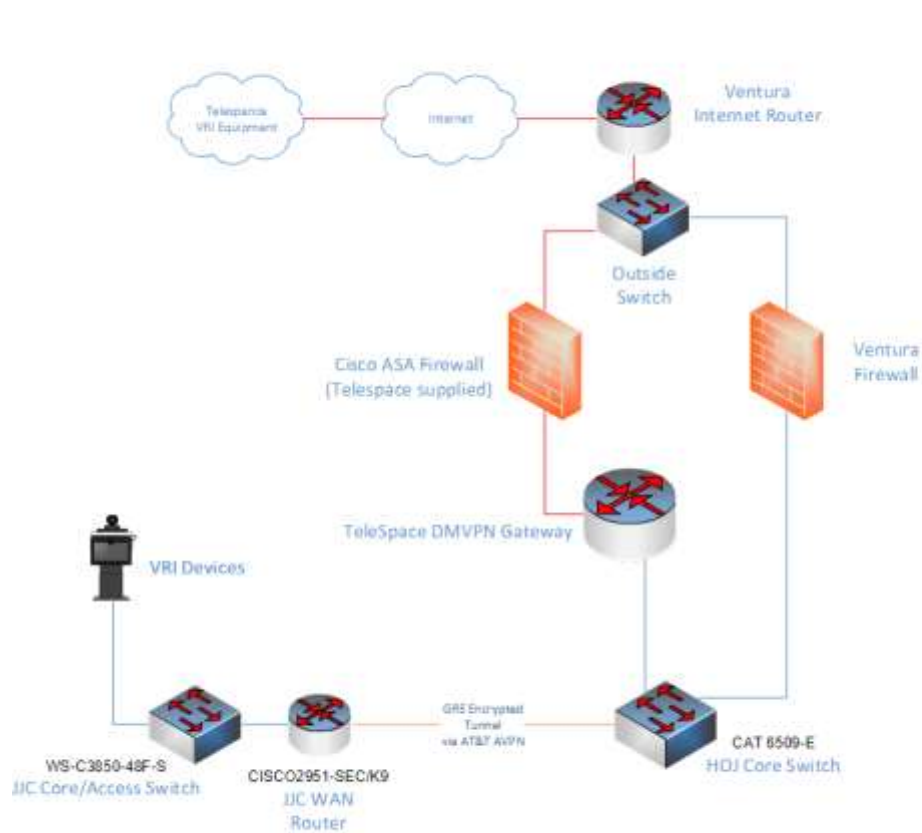 Telespance
VRI Equipment
Internet
Ventura
Internet Router
Outside
Switch
Cisco ASA Firewall
(Telespace supplied)
Ventura
Firewall
TeleSpace DMVPN Gateway
VRI Devices
GRE Encrypted
Tunnel
via AT&T AVPN
WS-C3850-48F-S
JJC Core/Access Switch
CISCO2951-SEC/K9
JJC WAN
Router
CAT 6509-E
HOJ Core Switch